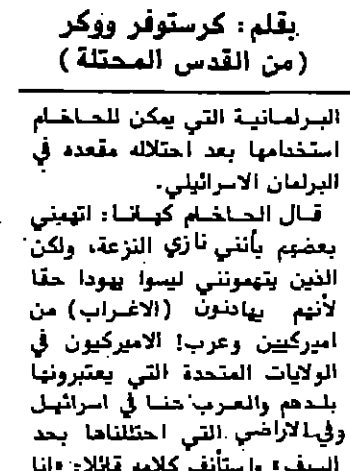 بقلم: كرستوفر ووكر
(من القدس المحتلة)
البرلمانية التي يمكن للحاخام
استخدامها بعد احتلاله مقعده في
البرلمان الاسرائيلي.
قال الحاخام كهانا: اتهمني
بعضهم بأنني نازي النزعة، ولكن
الذين يتهمونني ليسوا يهودا حقا
لأنهم يهادنون (الاغراب) من
اميركيين وعرب! الاميركيون في
الولايات المتحدة التي يعتبرونها
بلدهم والعرب هنا في اسرائيل
وفي الاراضي التي احتللناها بحد
السيف، واستأنف كلامه قائلا: «انا